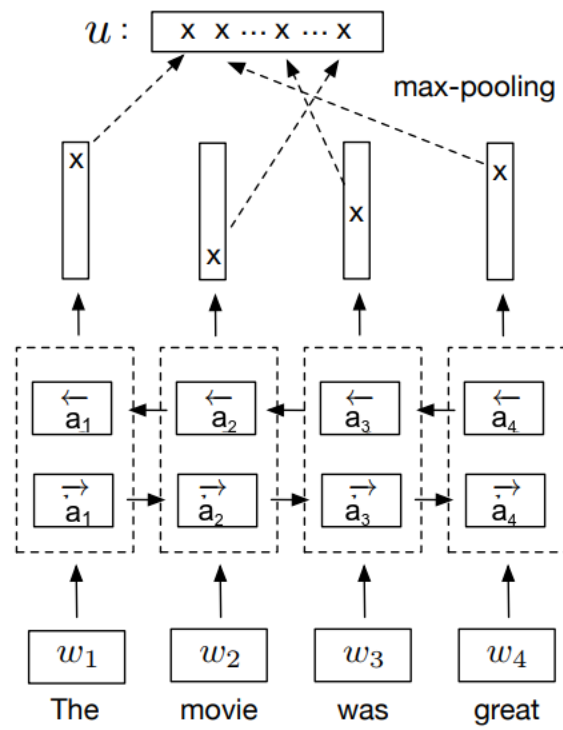 u : x x ... x ... x
max-pooling
x x x x
←a₁ ←a₂ ←a₃ ←a₄
→a₁ →a₂ →a₃ →a₄
w₁ w₂ w₃ w₄
The movie was great